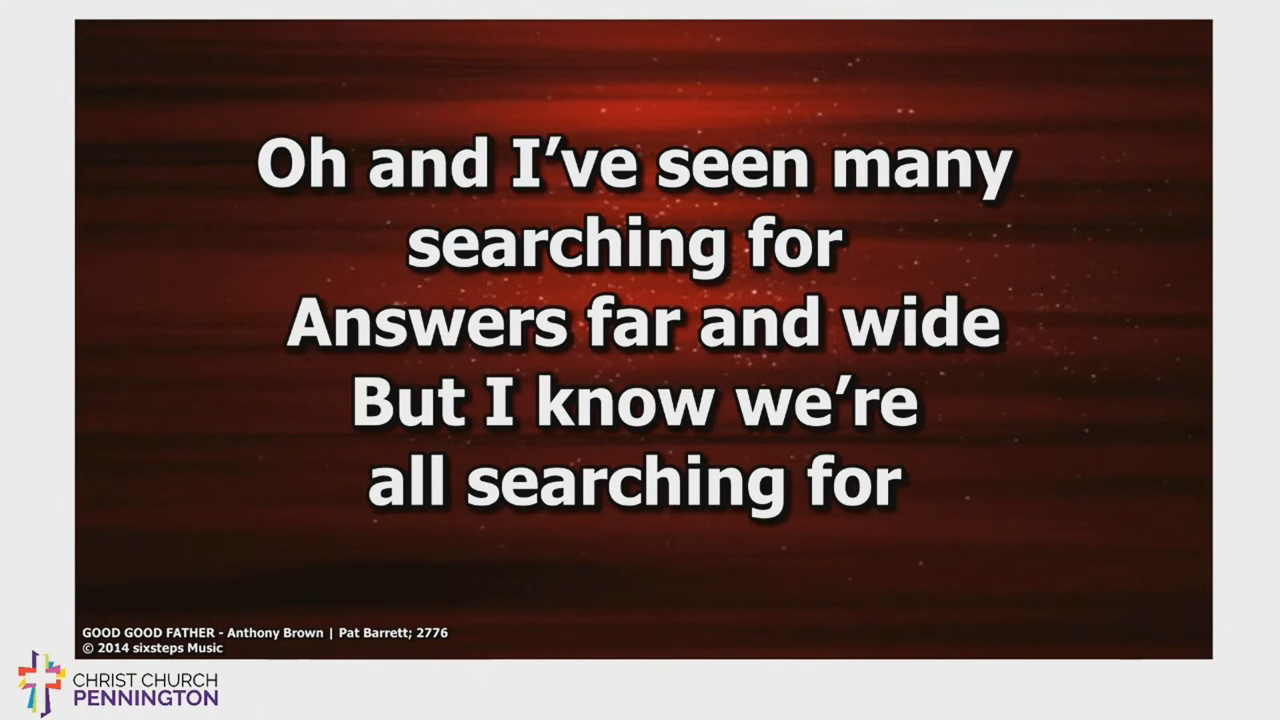 Oh and I’ve seen many
searching for
Answers far and wide
But I know we’re
all searching for
GOOD GOOD FATHER - Anthony Brown | Pat Barrett; 2776
© 2014 sixsteps Music
CHRIST CHURCH
PENNINGTON